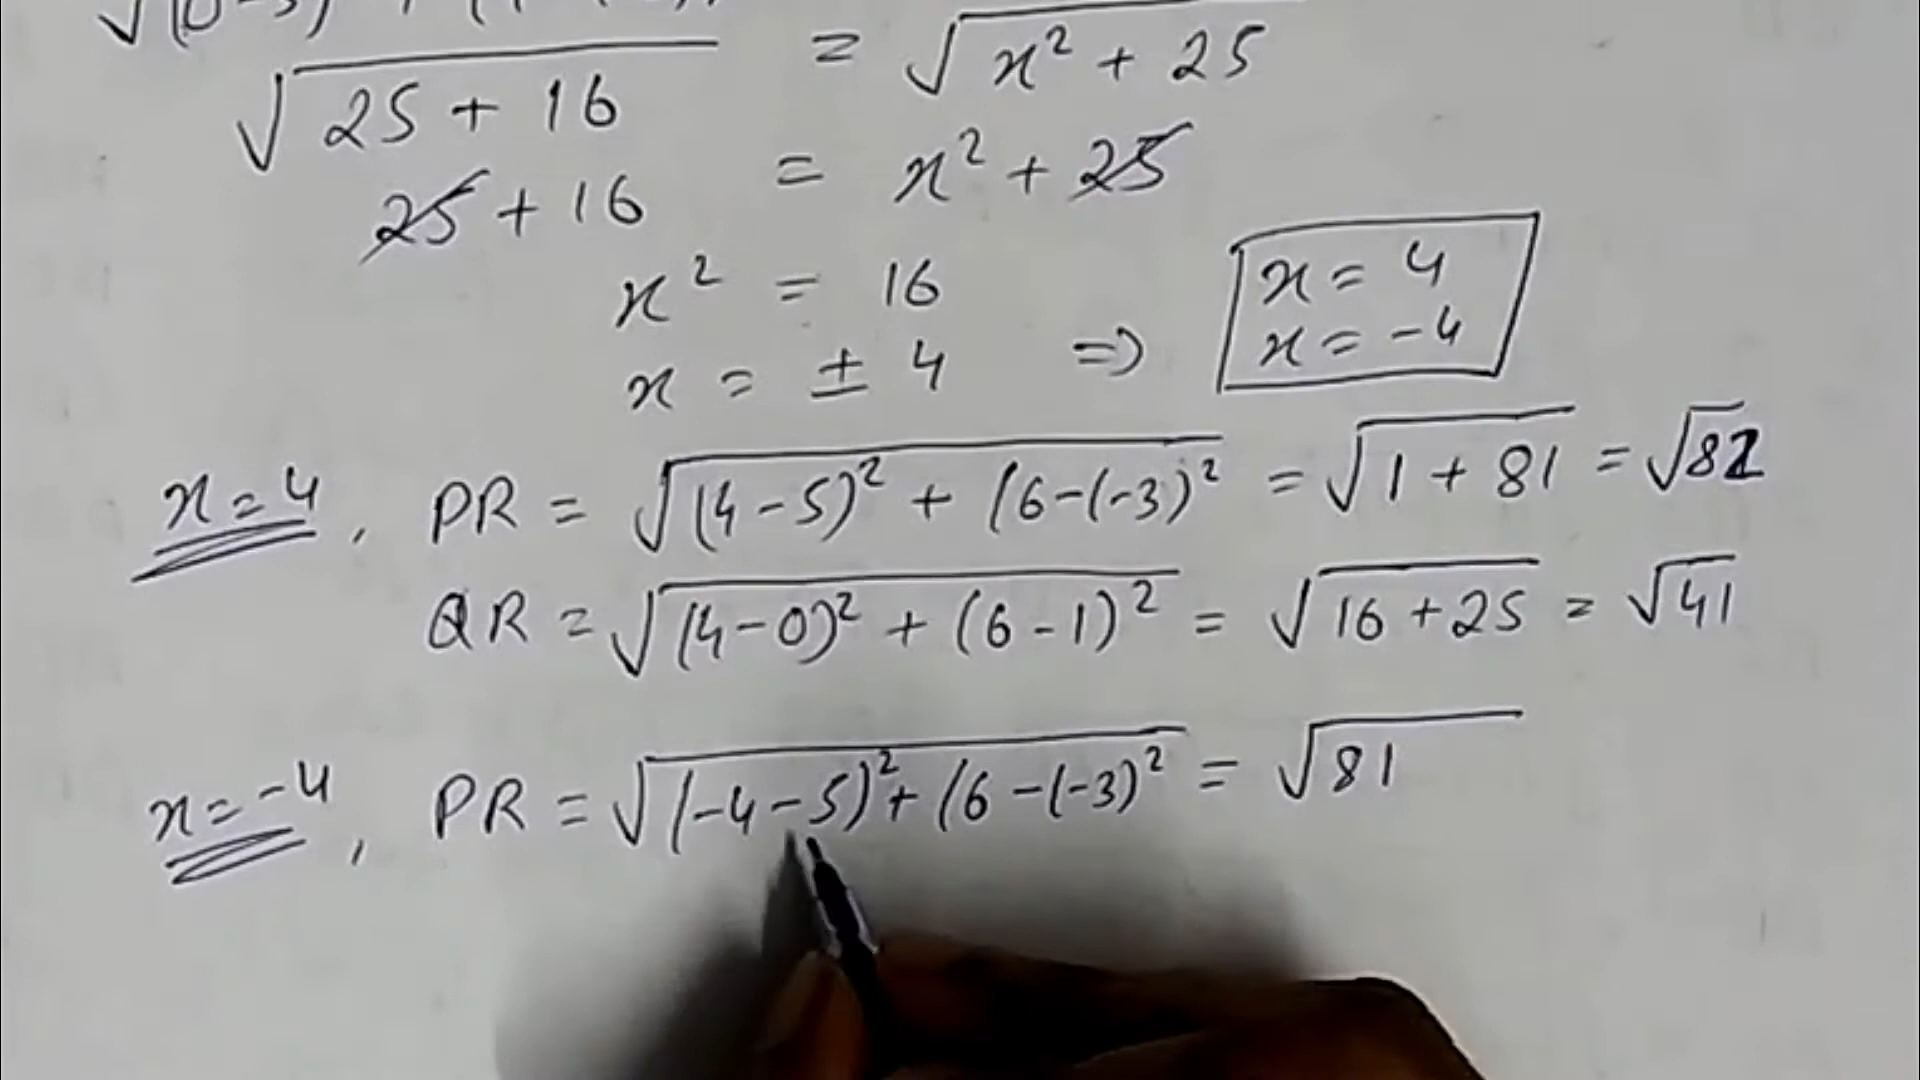 √25 + 16 = √x² + 25
25 + 16 = x² + 25
x² = 16
x = ± 4 ⇒ x = 4
x = -4
x = 4, PR = √(4-5)² + (6-(-3)² = √1 + 81 = √82
QR = √(4-0)² + (6-1)² = √16 + 25 = √41
x = -4, PR = √(-4-5)² + (6-(-3)² = √81